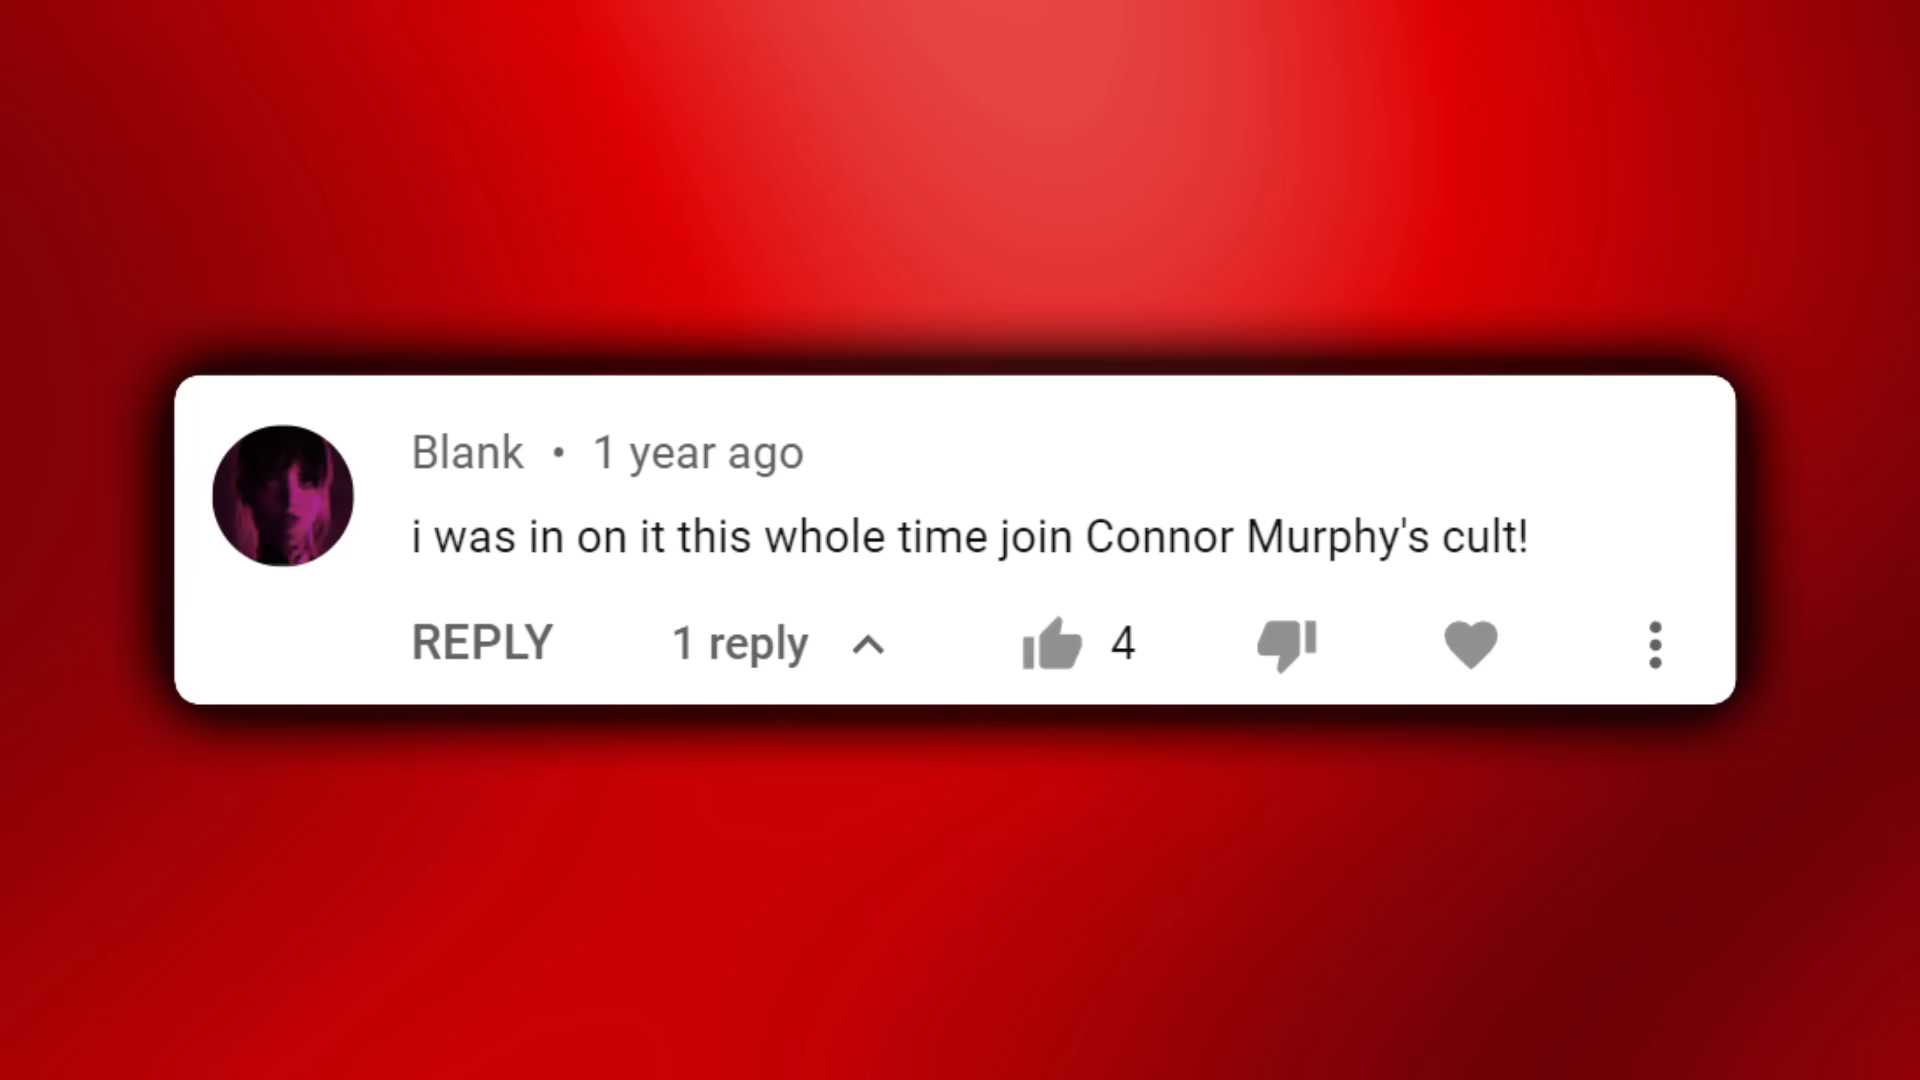 Blank • 1 year ago
i was in on it this whole time join Connor Murphy's cult!
REPLY 1 reply 4